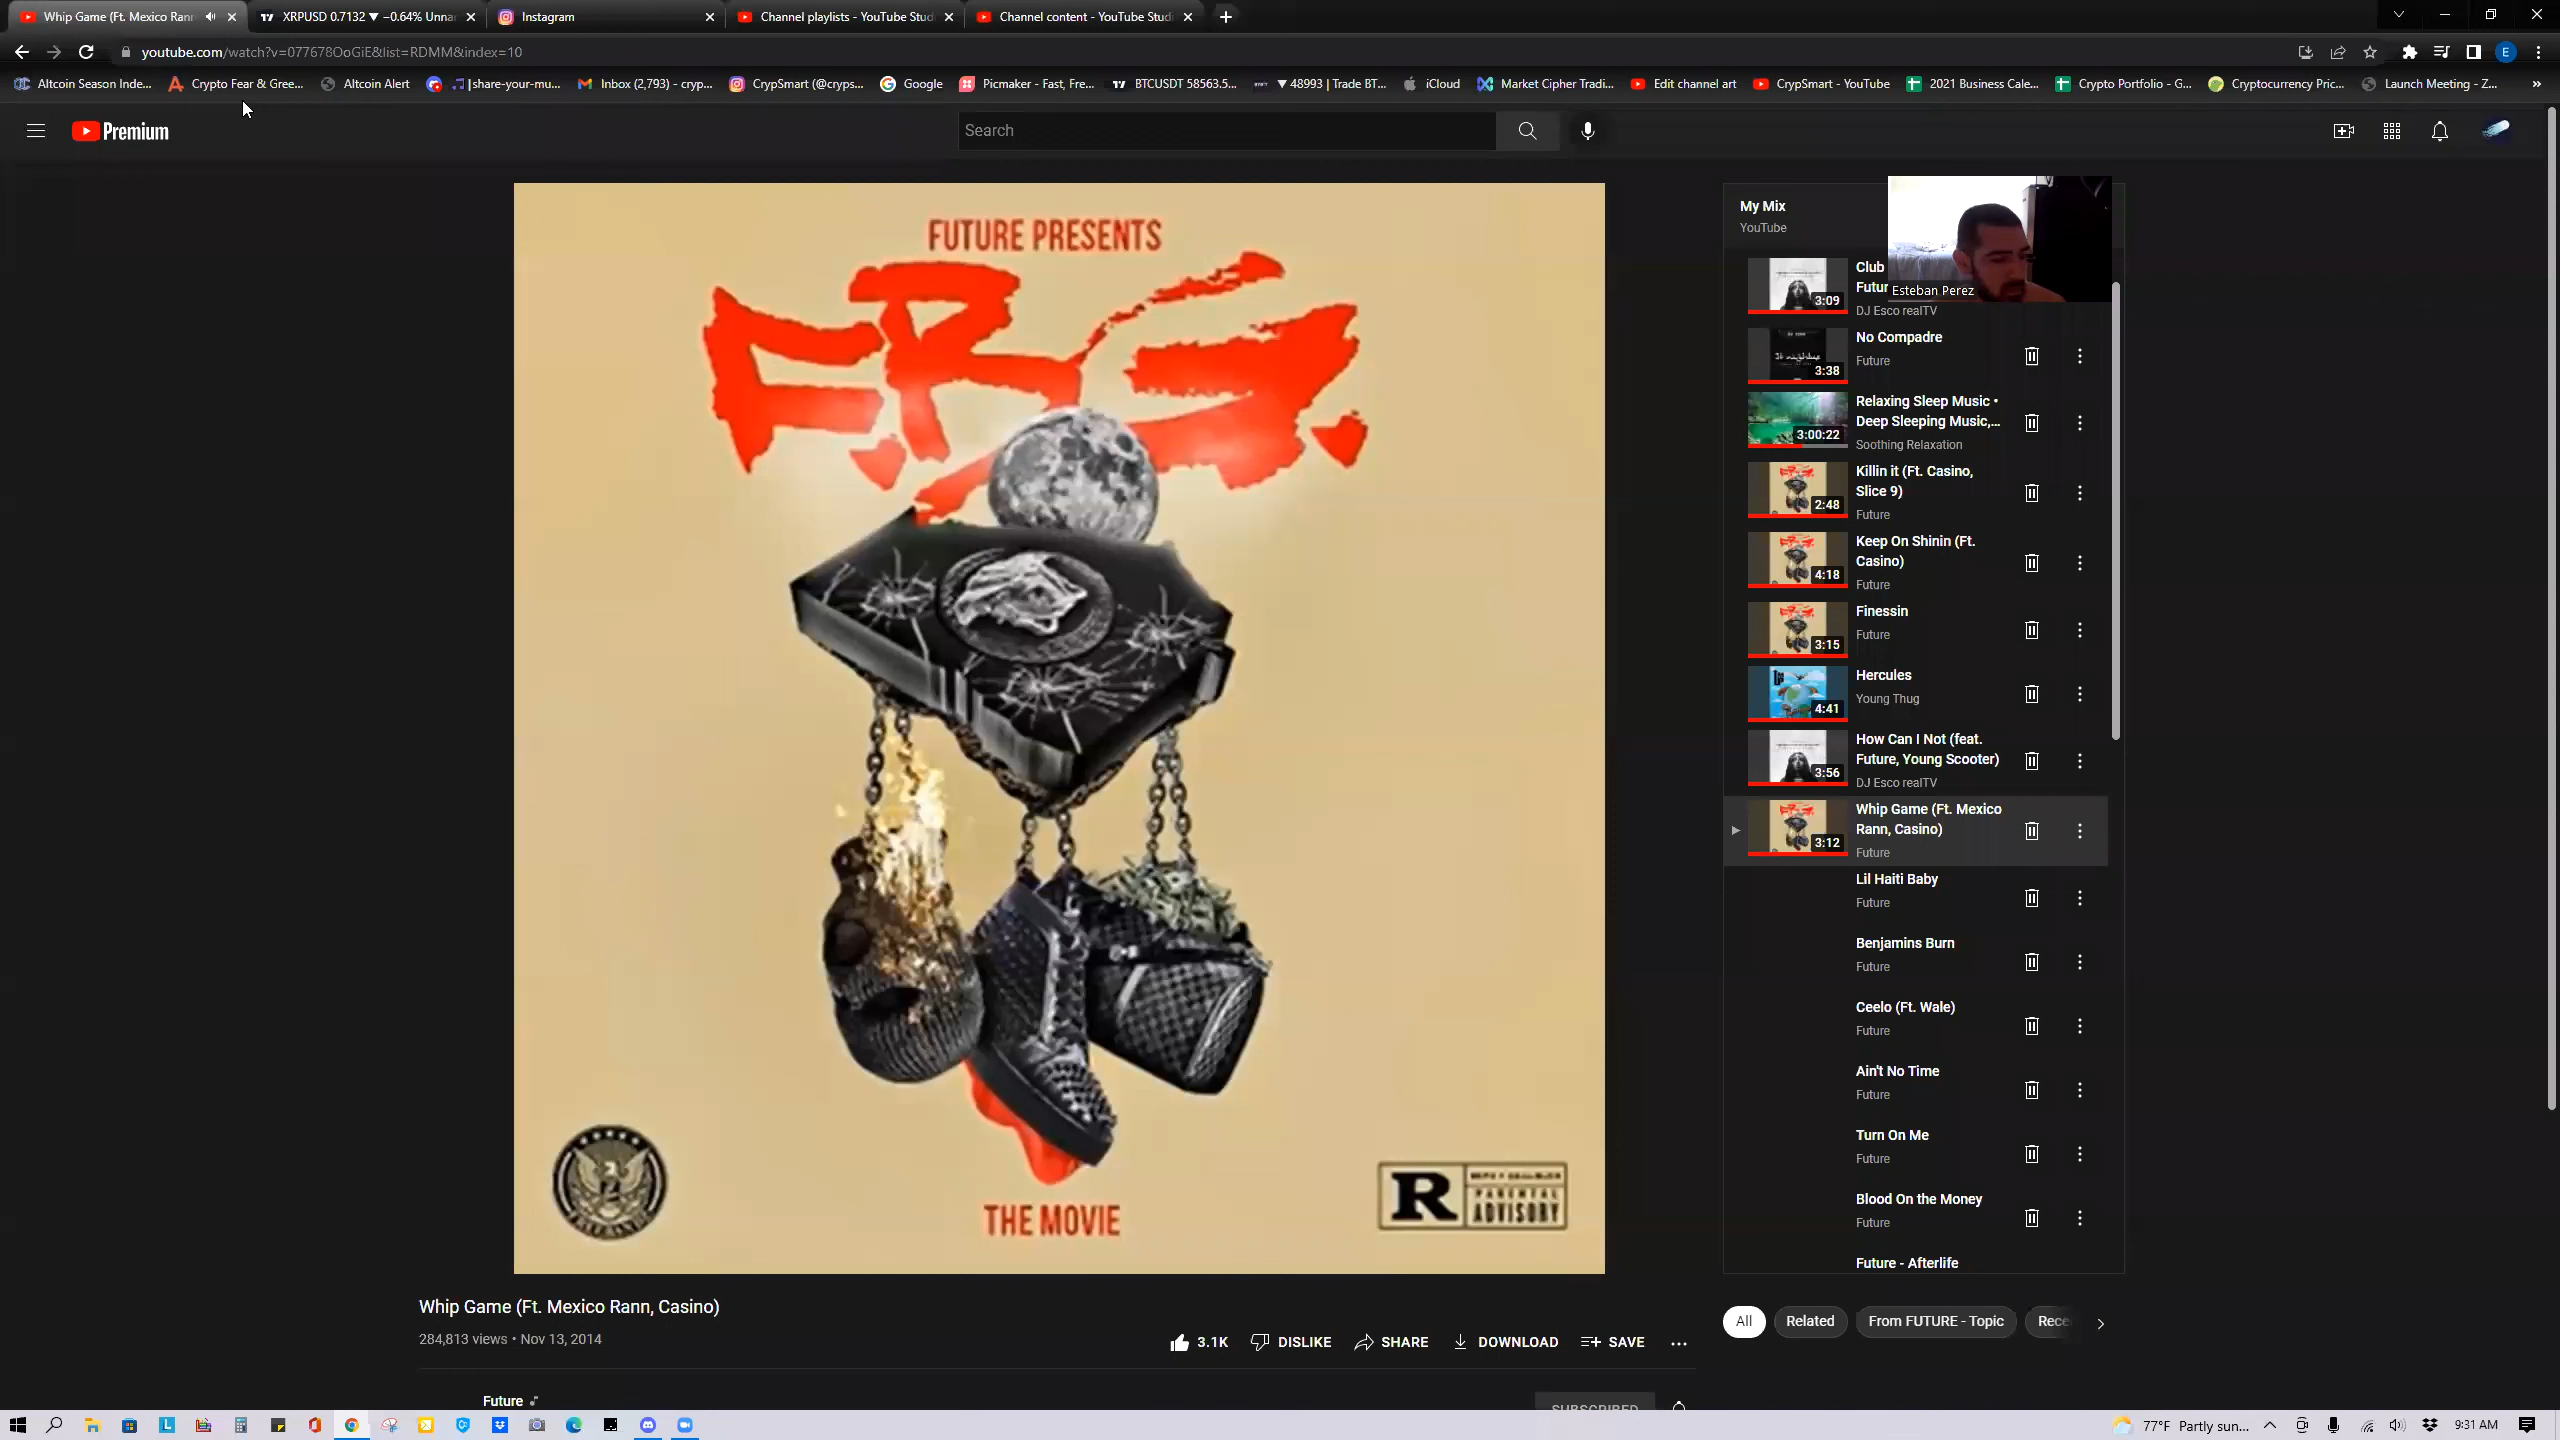 Whip Game (Ft. Mexico Rann
XRPUSD 0.7132 ▼ −0.64% Unna
Instagram
Channel playlists - YouTube Stud
Channel content - YouTube Studi
youtube.com/watch?v=077678OoGiE&list=RDMM&index=10
E
Altcoin Season Inde...
Crypto Fear & Gree...
Altcoin Alert
|share-your-mu...
Inbox (2,793) - cryp...
CrypSmart (@cryps...
Google
Picmaker - Fast, Fre...
BTCUSDT 58563.5...
▼ 48993 | Trade BT...
iCloud
Market Cipher Tradi...
Edit channel art
CrypSmart - YouTube
2021 Business Cale...
Crypto Portfolio - G...
Cryptocurrency Pric...
Launch Meeting - Z...
»
Premium
Search
FUTURE PRESENTS
THE MOVIE
R
PARENTAL
ADVISORY
My Mix
YouTube
Esteban Perez
Club
Futur
DJ Esco realTV
3:09
No Compadre
Future
3:38
Relaxing Sleep Music •
Deep Sleeping Music,...
Soothing Relaxation
3:00:22
Killin it (Ft. Casino,
Slice 9)
Future
2:48
Keep On Shinin (Ft.
Casino)
Future
4:18
Finessin
Future
3:15
Hercules
Young Thug
4:41
How Can I Not (feat.
Future, Young Scooter)
DJ Esco realTV
3:56
Whip Game (Ft. Mexico
Rann, Casino)
Future
3:12
Lil Haiti Baby
Future
Benjamins Burn
Future
Ceelo (Ft. Wale)
Future
Ain't No Time
Future
Turn On Me
Future
Blood On the Money
Future
Future - Afterlife
All
Related
From FUTURE - Topic
Rece
Whip Game (Ft. Mexico Rann, Casino)
284,813 views • Nov 13, 2014
3.1K
DISLIKE
SHARE
DOWNLOAD
SAVE
Future
SUBSCRIBED
77°F Partly sun...
9:31 AM